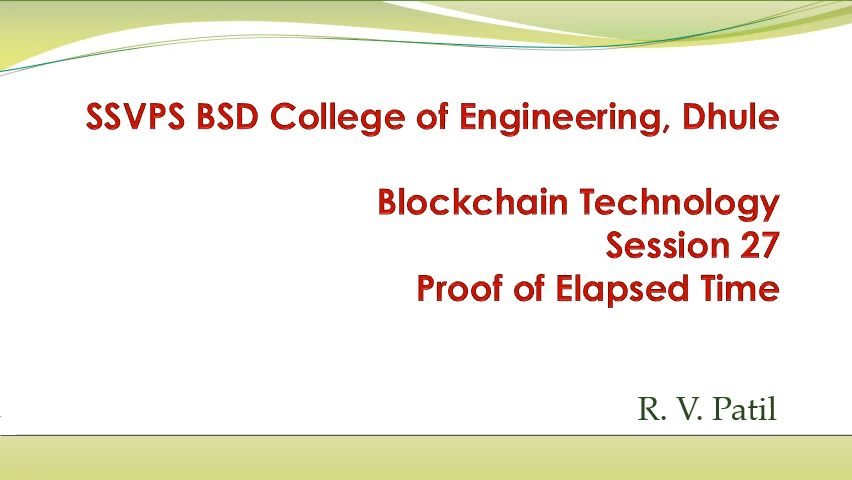 SSVPS BSD College of Engineering, Dhule
Blockchain Technology
Session 27
Proof of Elapsed Time
R. V. Patil